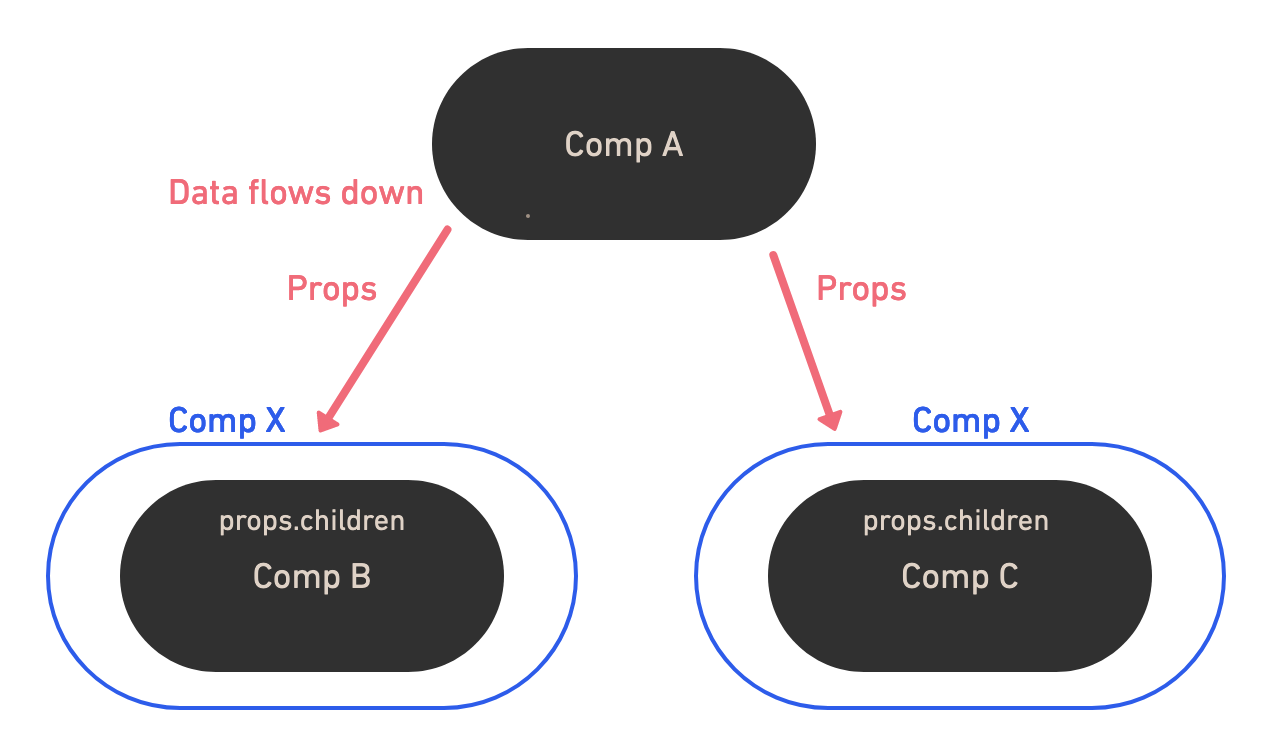 Comp A
Data flows down
Props
Props
Comp X
Comp X
props.children
Comp B
props.children
Comp C